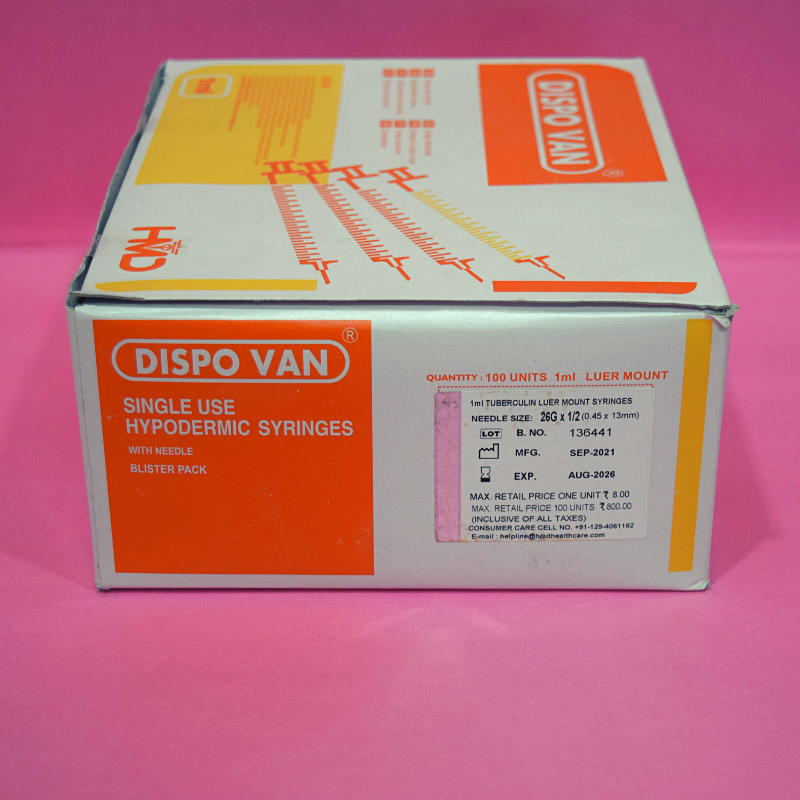 1ml
DISPO VAN
®
HMD
DISPO VAN ®
SINGLE USE
HYPODERMIC SYRINGES
WITH NEEDLE
BLISTER PACK
QUANTITY : 100 UNITS 1ml LUER MOUNT
1ml TUBERCULIN LUER MOUNT SYRINGES
NEEDLE SIZE: 26G x 1/2 (0.45 x 13mm)
LOT B. NO. 136441
MFG. SEP-2021
EXP. AUG-2026
MAX. RETAIL PRICE ONE UNIT ₹ 8.00
MAX. RETAIL PRICE 100 UNITS ₹ 800.00
(INCLUSIVE OF ALL TAXES)
CONSUMER CARE CELL NO. +91-129-4061162
E-mail : helpline@hmdhealthcare.com